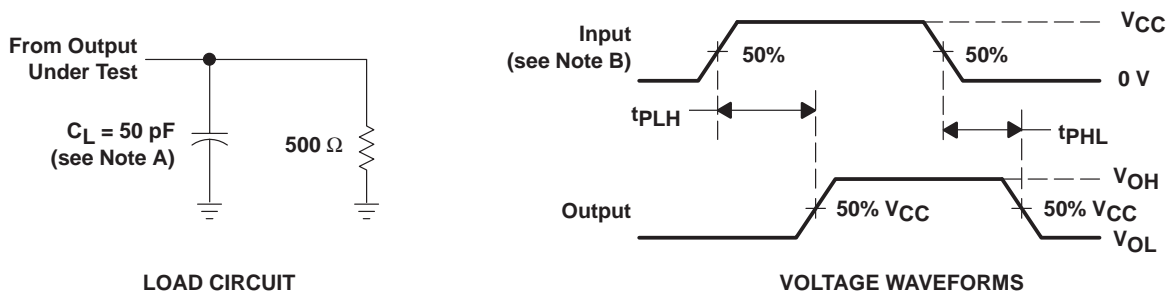 From Output
Under Test
C_L = 50 pF
(see Note A)
500 Ω
LOAD CIRCUIT
Input
(see Note B)
50%
50%
V_CC
0 V
t_PLH
t_PHL
Output
50% V_CC
50% V_CC
V_OH
V_OL
VOLTAGE WAVEFORMS